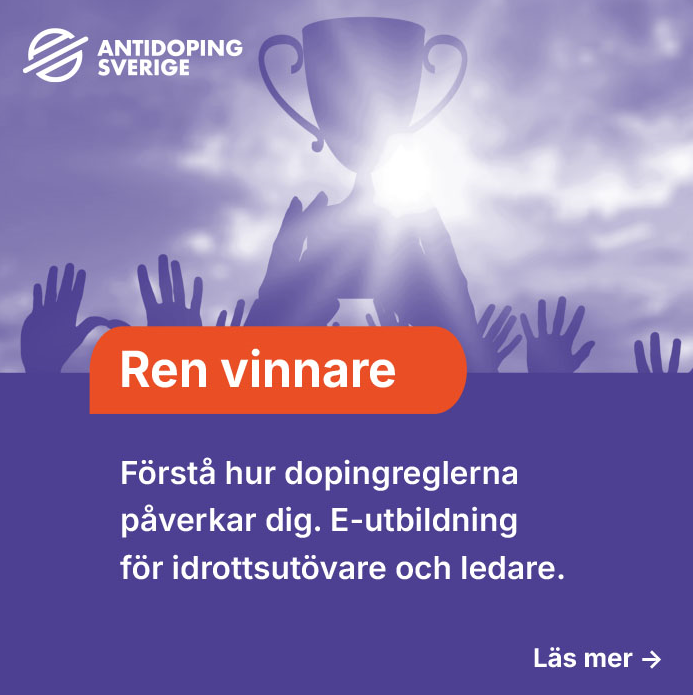 ANTIDOPING
SVERIGE
Ren vinnare
Förstå hur dopingreglerna
påverkar dig. E-utbildning
för idrottsutövare och ledare.
Läs mer →